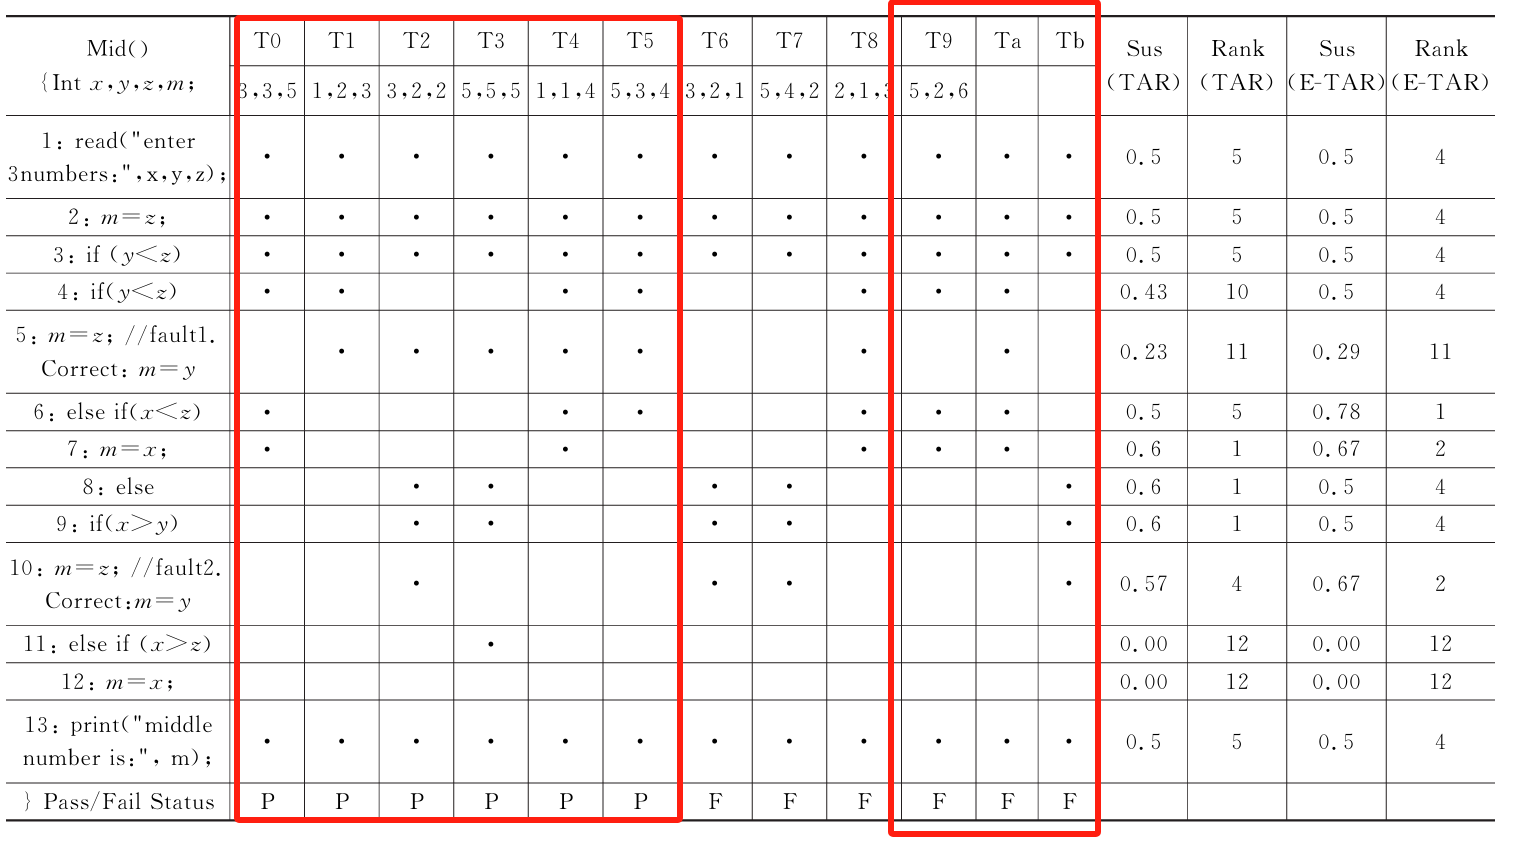 Mid()
{Int x,y,z,m;
T0 T1 T2 T3 T4 T5 T6 T7 T8 T9 Ta Tb
Sus (TAR) Rank (TAR) Sus (E-TAR) Rank (E-TAR)
3,3,5 1,2,3 3,2,2 5,5,5 1,1,4 5,3,4 3,2,1 5,4,2 2,1,3 5,2,6
1: read("enter
3numbers:",x,y,z);
• • • • • • • • • • • • 0.5 5 0.5 4
2: m=z; • • • • • • • • • • • • 0.5 5 0.5 4
3: if (y<z) • • • • • • • • • • • • 0.5 5 0.5 4
4: if(y<z) • • • • • • • 0.43 10 0.5 4
5: m=z; //fault1.
Correct: m=y
• • • • • • • 0.23 11 0.29 11
6: else if(x<z) • • • • • • 0.5 5 0.78 1
7: m=x; • • • • • 0.6 1 0.67 2
8: else • • • • • 0.6 1 0.5 4
9: if(x>y) • • • • • 0.6 1 0.5 4
10: m=z; //fault2.
Correct:m=y
• • • • 0.57 4 0.67 2
11: else if (x>z) • 0.00 12 0.00 12
12: m=x; 0.00 12 0.00 12
13: print("middle
number is:", m);
• • • • • • • • • • • • 0.5 5 0.5 4
} Pass/Fail Status P P P P P P F F F F F F